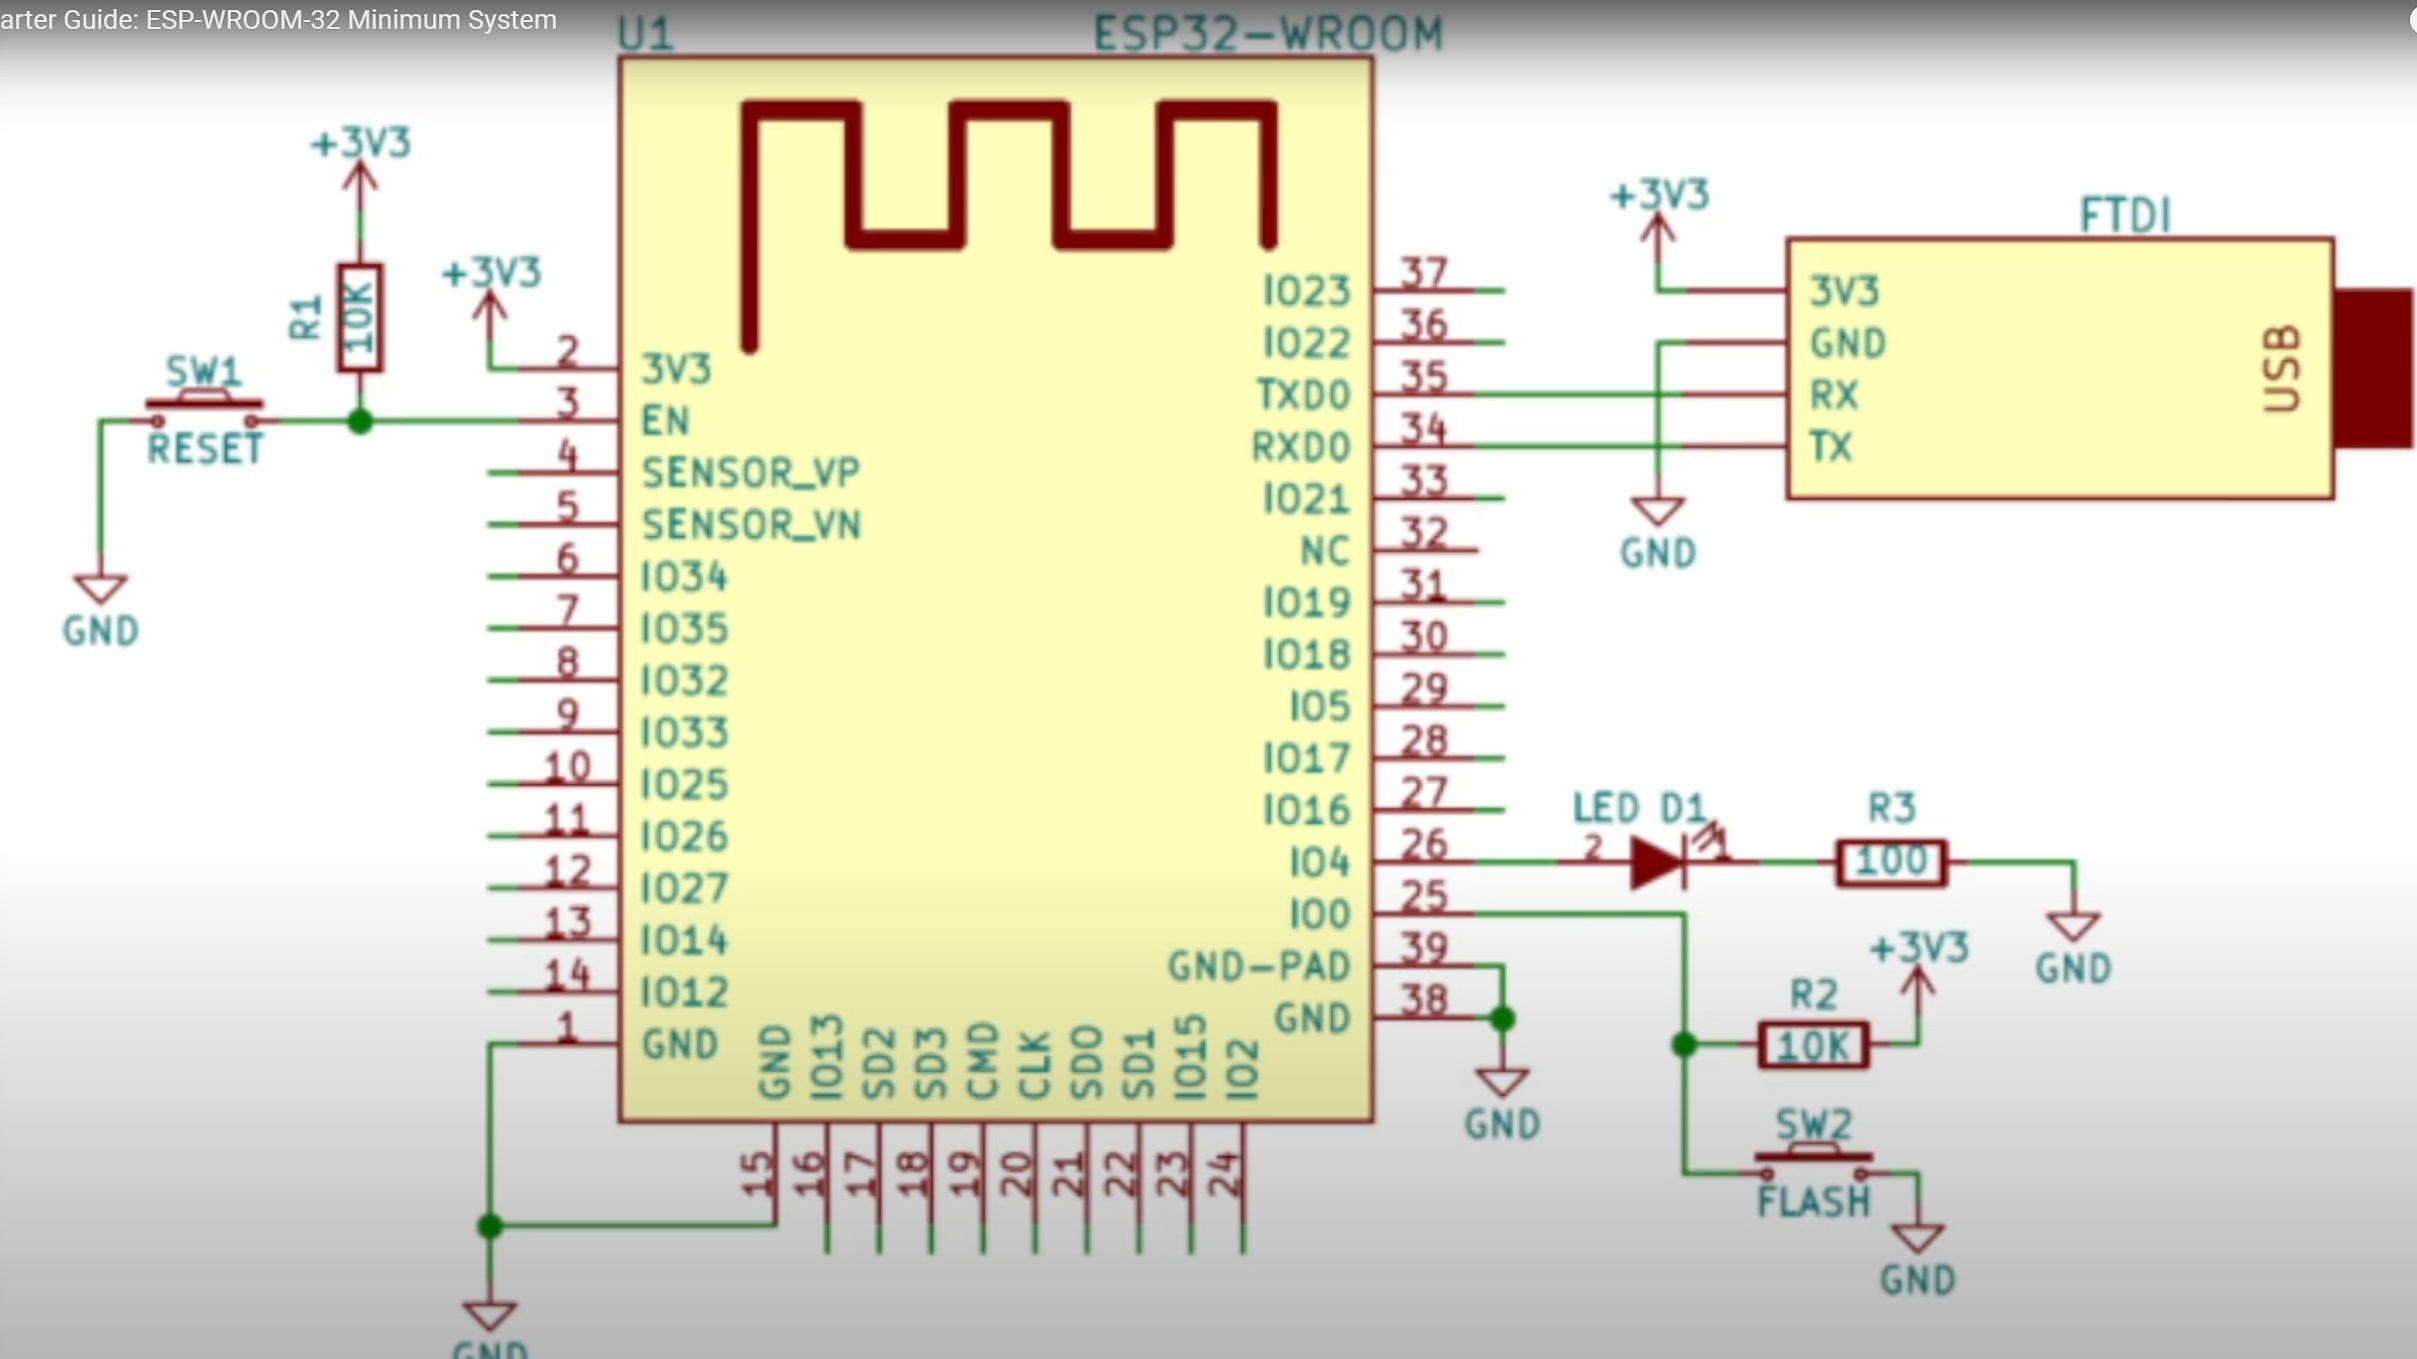 arter Guide: ESP-WROOM-32 Minimum System
U1
ESP32-WROOM
+3V3
R1
10K
SW1
RESET
GND
+3V3
2 3V3
3 EN
4 SENSOR_VP
5 SENSOR_VN
6 IO34
7 IO35
8 IO32
9 IO33
10 IO25
11 IO26
12 IO27
13 IO14
14 IO12
1 GND
GND
15 GND
16 IO13
17 SD2
18 SD3
19 CMD
20 CLK
21 SDO
22 SD1
23 IO15
24 IO2
IO23 37
IO22 36
TXD0 35
RXD0 34
IO21 33
NC 32
IO19 31
IO18 30
IO5 29
IO17 28
IO16 27
IO4 26
IO0 25
GND-PAD 39
GND 38
GND
+3V3
FTDI
3V3
GND
RX
TX
USB
GND
LED D1
2 1
R3
100
GND
+3V3
R2
10K
SW2
FLASH
GND